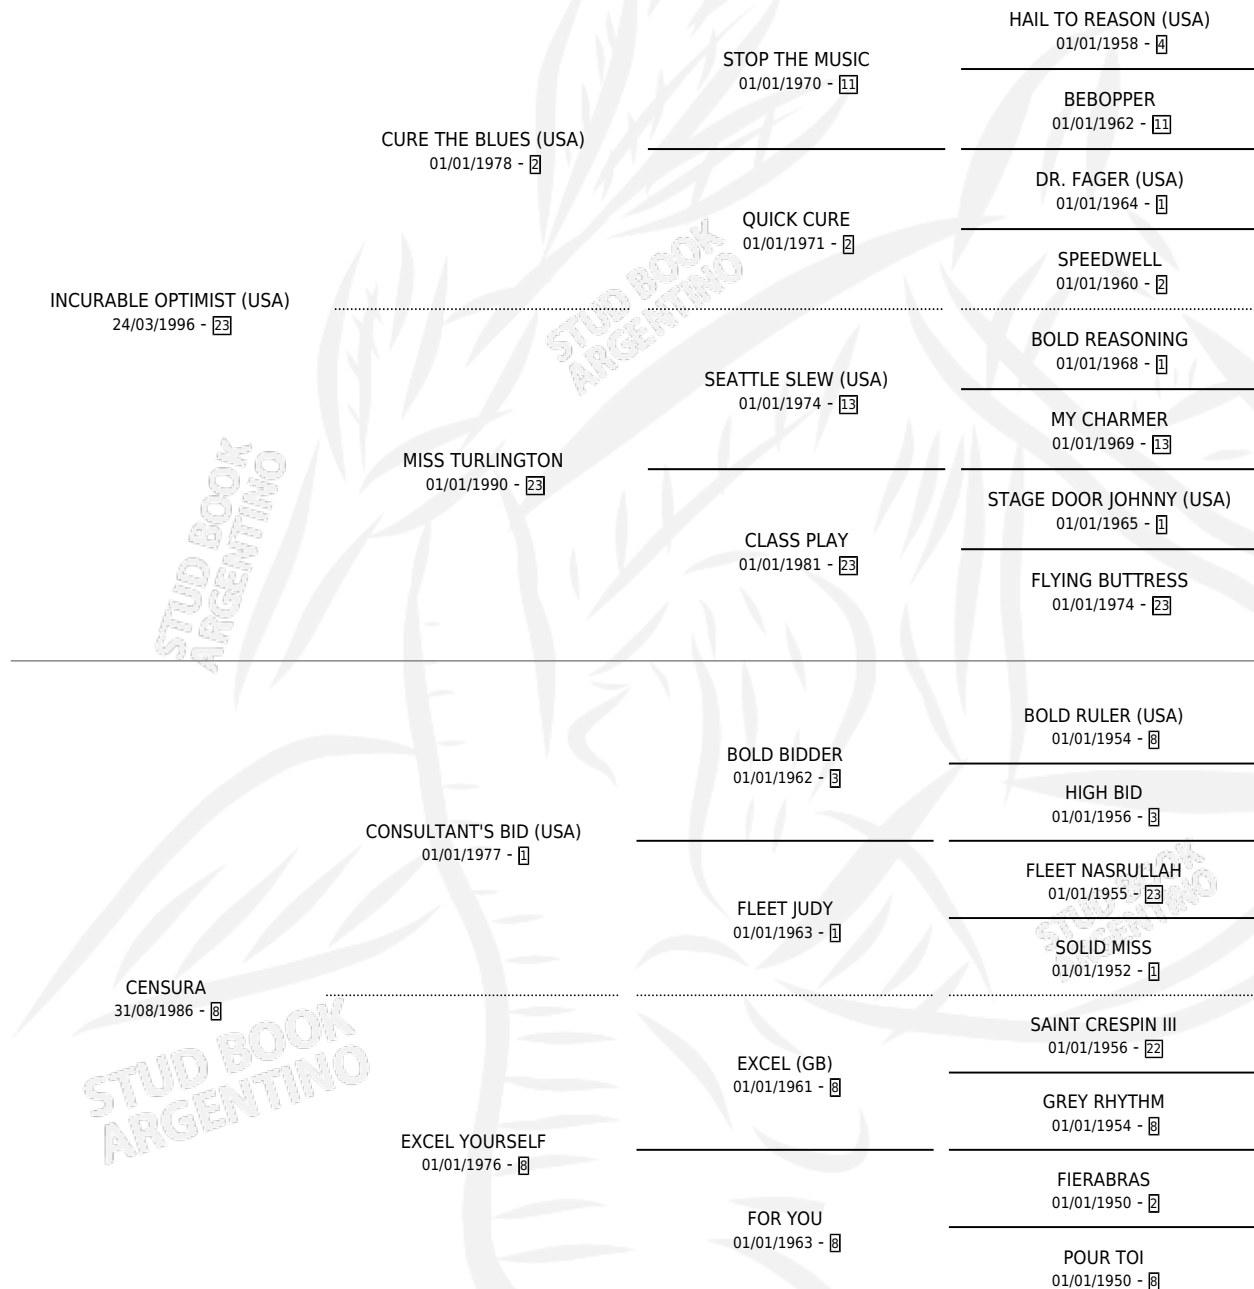 HAIL TO REASON (USA)
01/01/1958 - 4
STOP THE MUSIC
01/01/1970 - 11
BEBOPPER
01/01/1962 - 11
CURE THE BLUES (USA)
01/01/1978 - 2
DR. FAGER (USA)
01/01/1964 - 1
QUICK CURE
01/01/1971 - 2
SPEEDWELL
01/01/1960 - 2
INCURABLE OPTIMIST (USA)
24/03/1996 - 23
BOLD REASONING
01/01/1968 - 1
SEATTLE SLEW (USA)
01/01/1974 - 13
MY CHARMER
01/01/1969 - 13
MISS TURLINGTON
01/01/1990 - 23
STAGE DOOR JOHNNY (USA)
01/01/1965 - 1
CLASS PLAY
01/01/1981 - 23
FLYING BUTTRESS
01/01/1974 - 23
STUD BOOK
ARGENTINO
STUD BOOK
ARGENTINO
BOLD RULER (USA)
01/01/1954 - 8
BOLD BIDDER
01/01/1962 - 3
HIGH BID
01/01/1956 - 3
CONSULTANT'S BID (USA)
01/01/1977 - 1
FLEET NASRULLAH
01/01/1955 - 23
FLEET JUDY
01/01/1963 - 1
SOLID MISS
01/01/1952 - 1
CENSURA
31/08/1986 - 8
SAINT CRESPIN III
01/01/1956 - 22
EXCEL (GB)
01/01/1961 - 8
GREY RHYTHM
01/01/1954 - 8
EXCEL YOURSELF
01/01/1976 - 8
FIERABRAS
01/01/1950 - 2
FOR YOU
01/01/1963 - 8
POUR TOI
01/01/1950 - 8
STUD BOOK
ARGENTINO
STUD BOOK
ARGENTINO